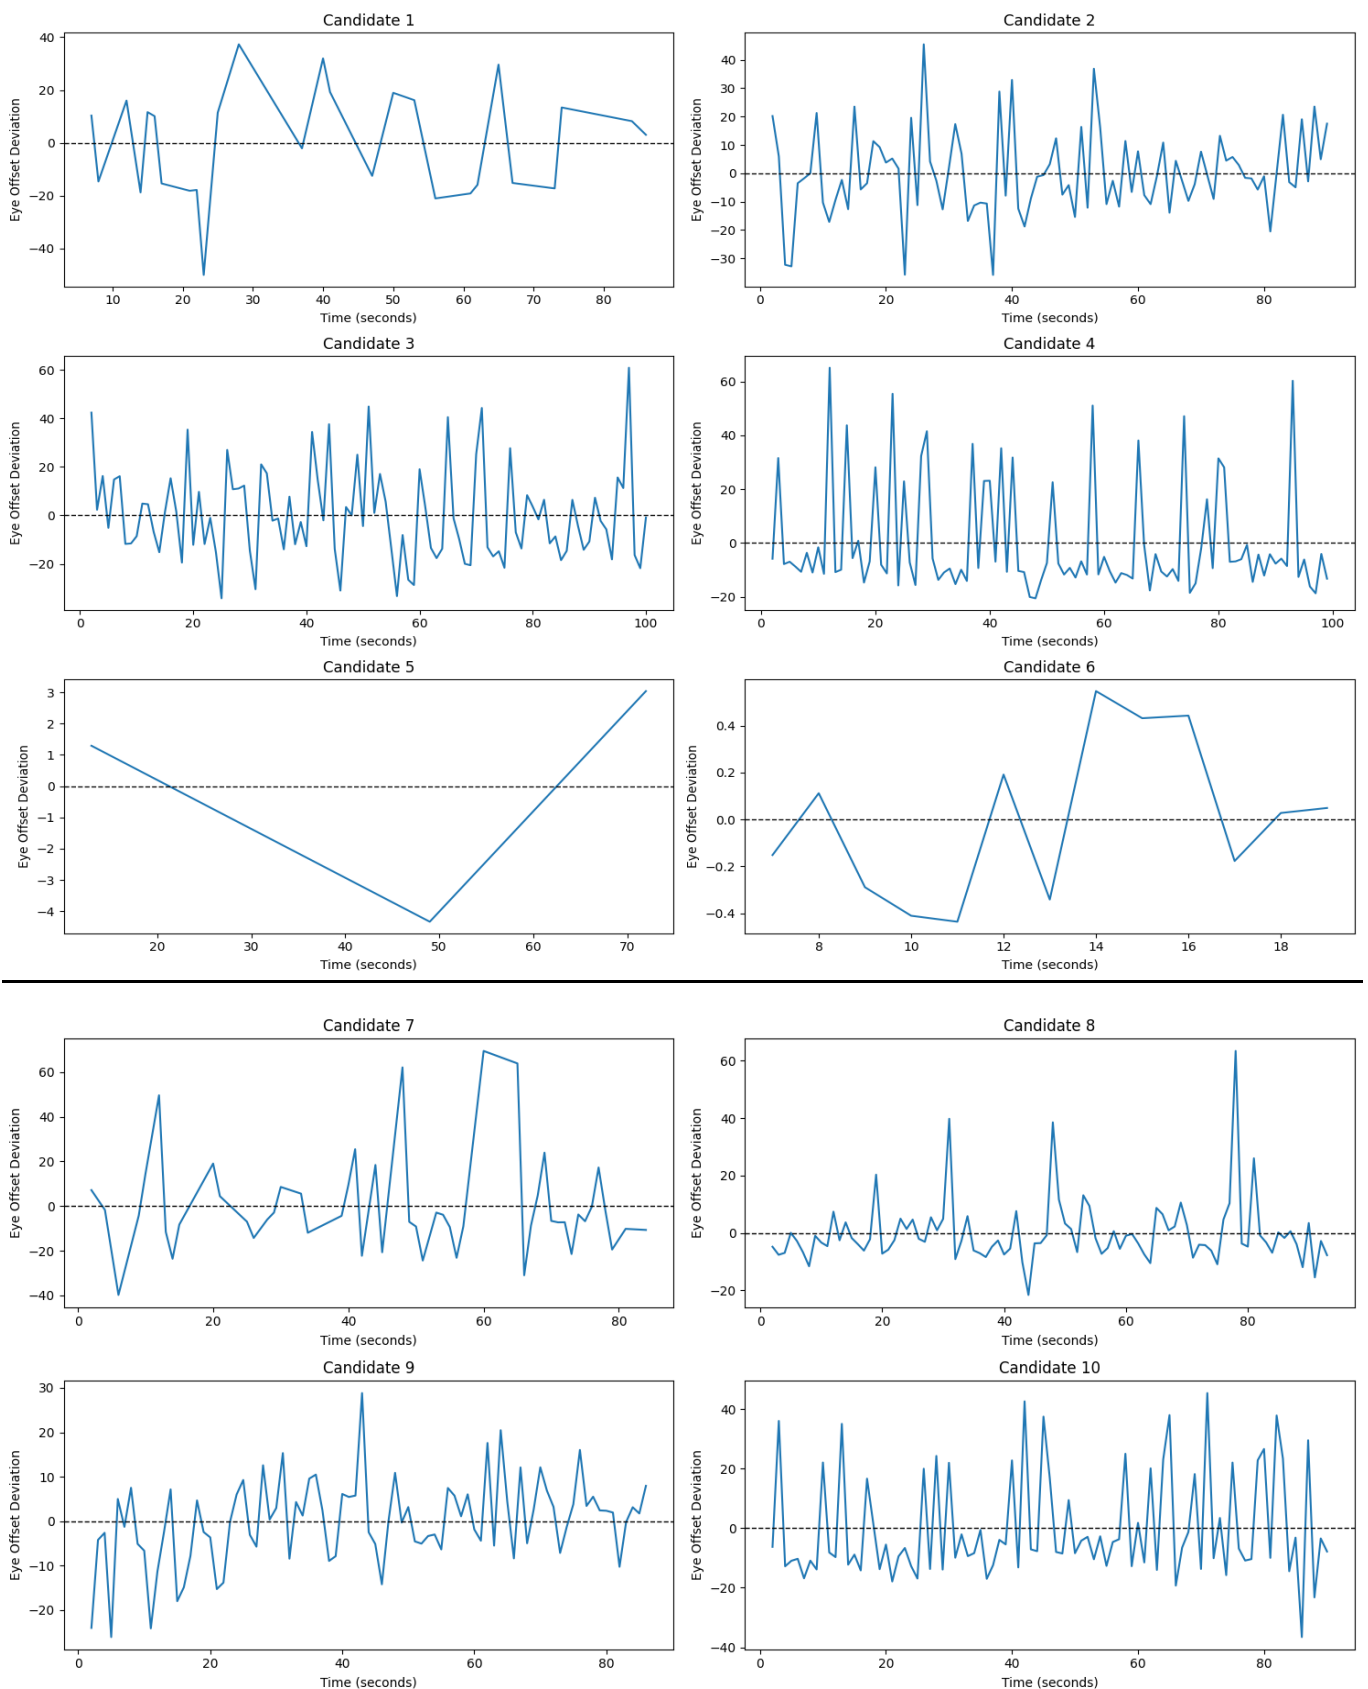 Candidate 1
40
20
0
−20
−40
Eye Offset Deviation
10 20 30 40 50 60 70 80
Time (seconds)
Candidate 2
40
30
20
10
0
−10
−20
−30
Eye Offset Deviation
0 20 40 60 80
Time (seconds)
Candidate 3
60
40
20
0
−20
Eye Offset Deviation
0 20 40 60 80 100
Time (seconds)
Candidate 4
60
40
20
0
−20
Eye Offset Deviation
0 20 40 60 80 100
Time (seconds)
Candidate 5
3
2
1
0
−1
−2
−3
−4
Eye Offset Deviation
20 30 40 50 60 70
Time (seconds)
Candidate 6
0.4
0.2
0.0
−0.2
−0.4
Eye Offset Deviation
8 10 12 14 16 18
Time (seconds)
Candidate 7
60
40
20
0
−20
−40
Eye Offset Deviation
0 20 40 60 80
Time (seconds)
Candidate 8
60
40
20
0
−20
Eye Offset Deviation
0 20 40 60 80
Time (seconds)
Candidate 9
30
20
10
0
−10
−20
Eye Offset Deviation
0 20 40 60 80
Time (seconds)
Candidate 10
40
20
0
−20
−40
Eye Offset Deviation
0 20 40 60 80
Time (seconds)